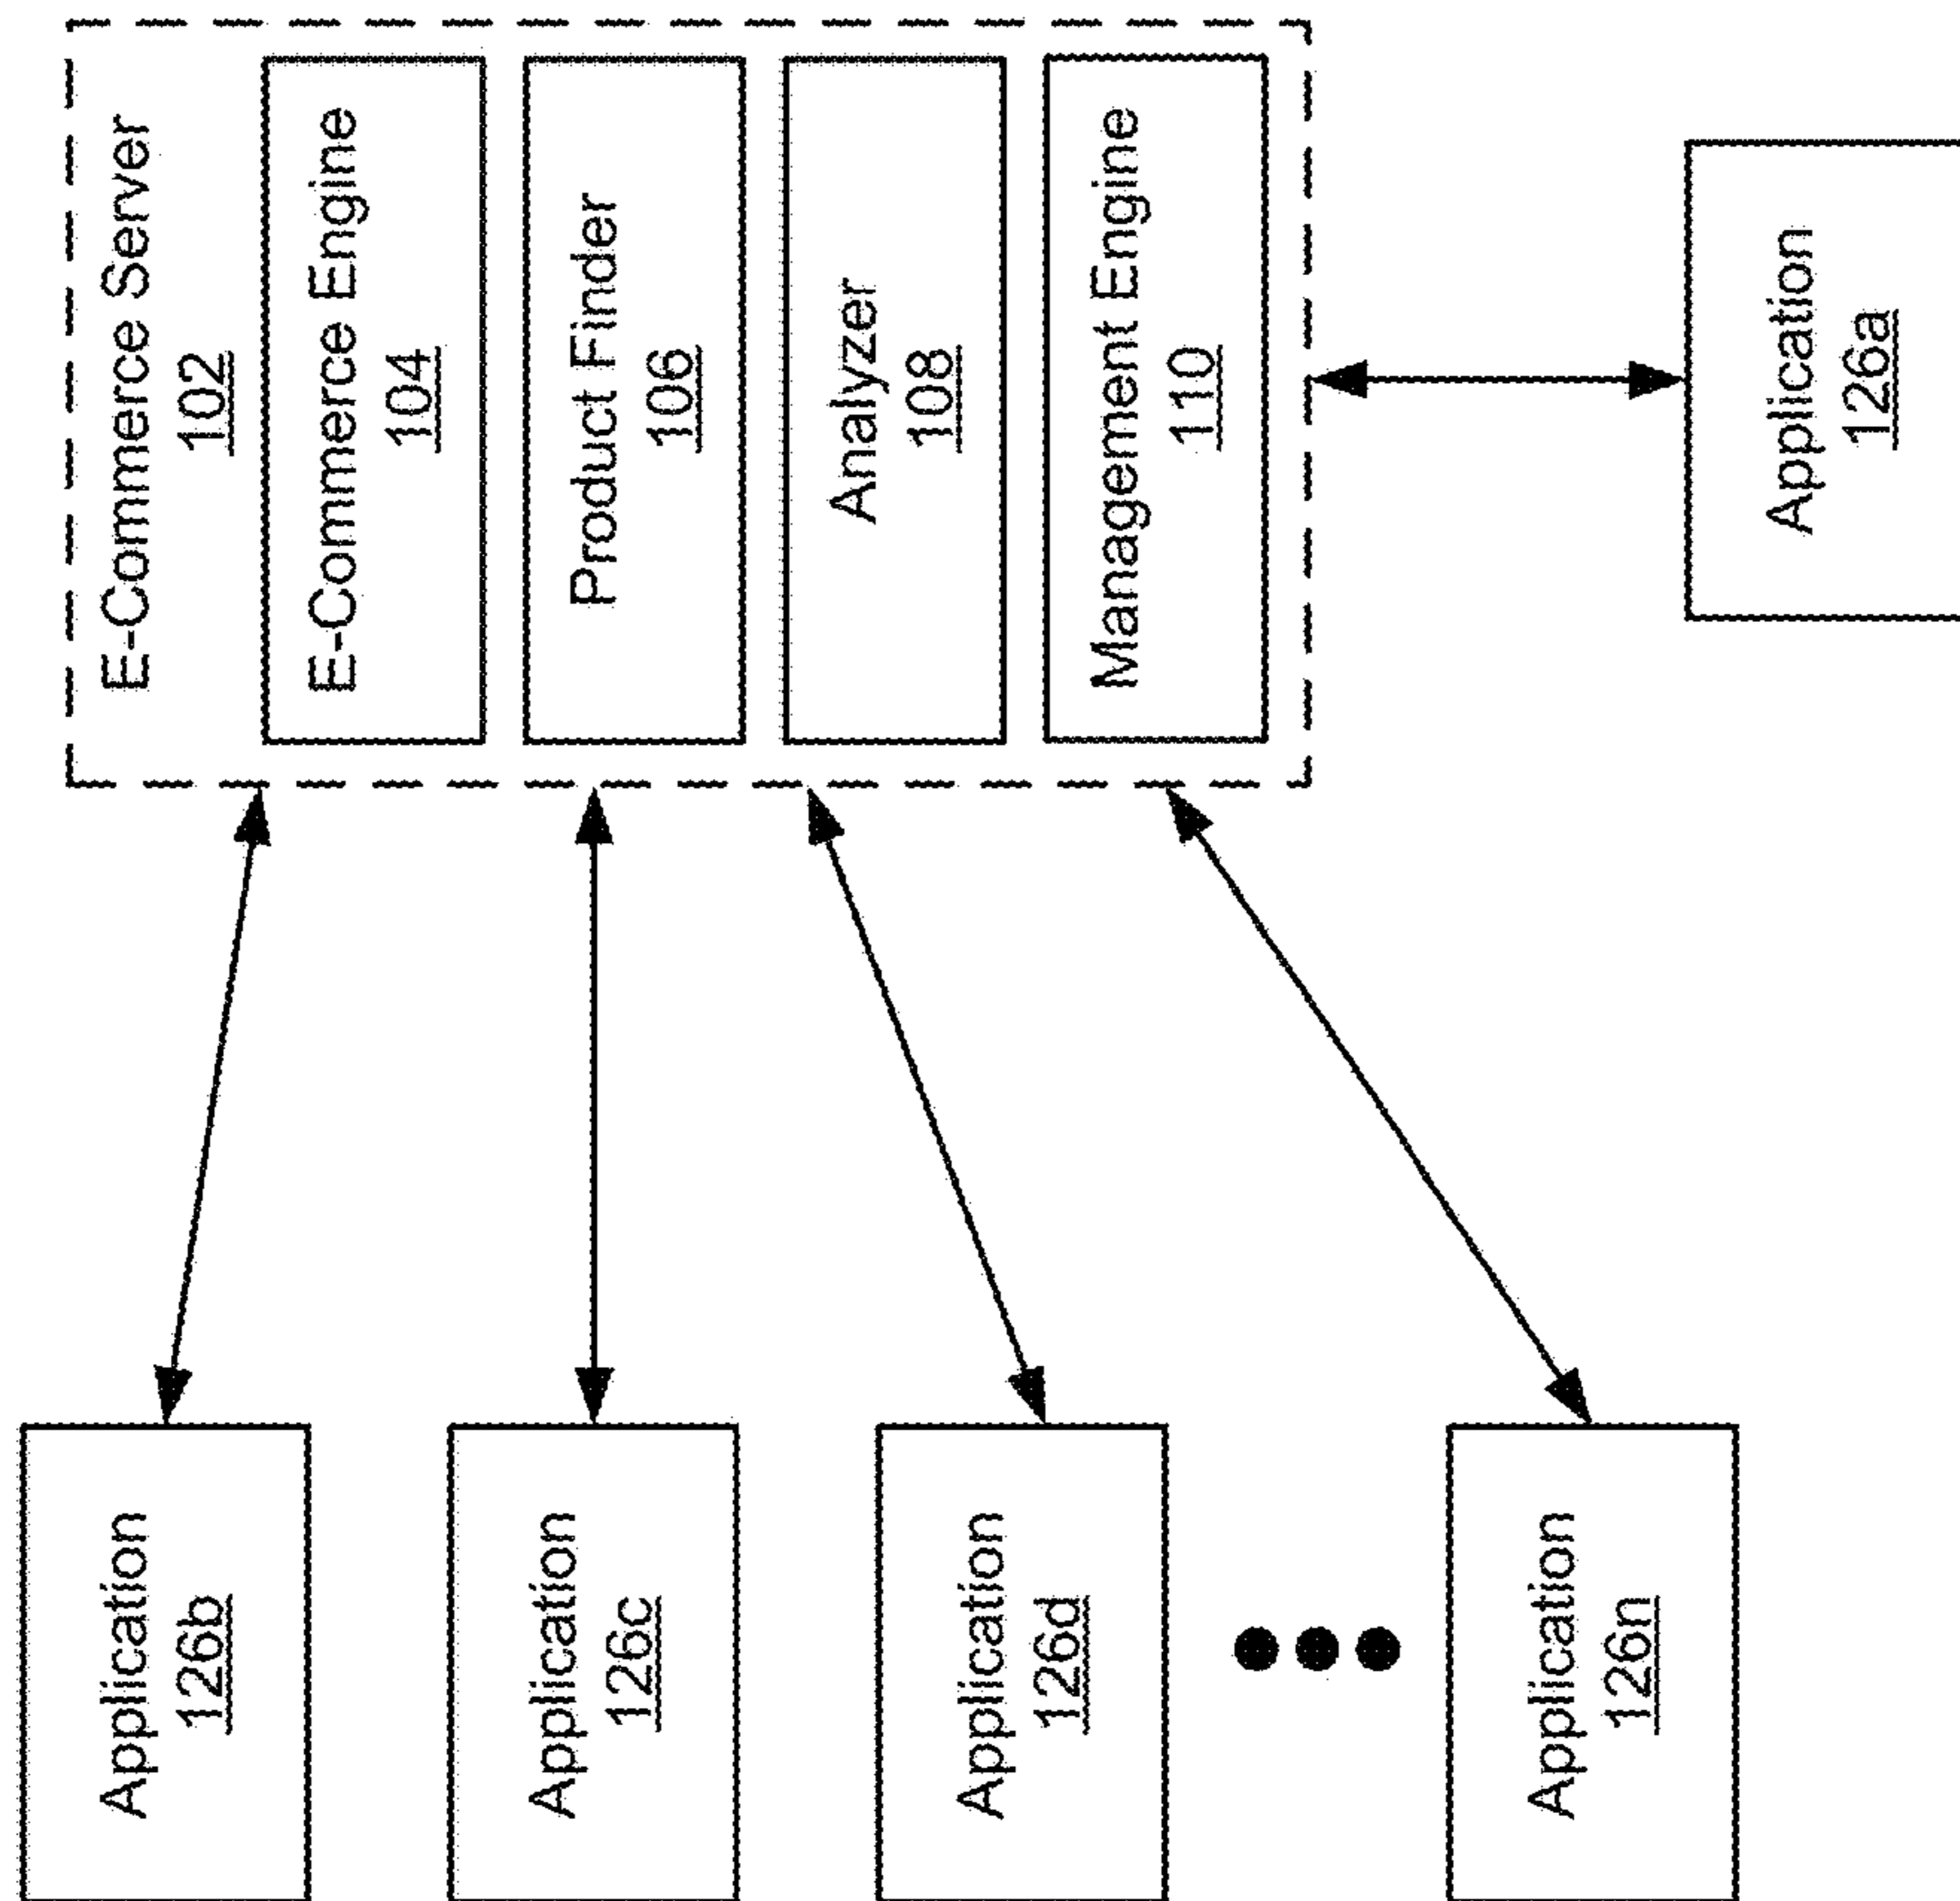 E-Commerce Server
102
E-Commerce Engine
104
Product Finder
106
Analyzer
108
Management Engine
110
Application
126a
Application
126b
Application
126c
Application
126d
Application
126n